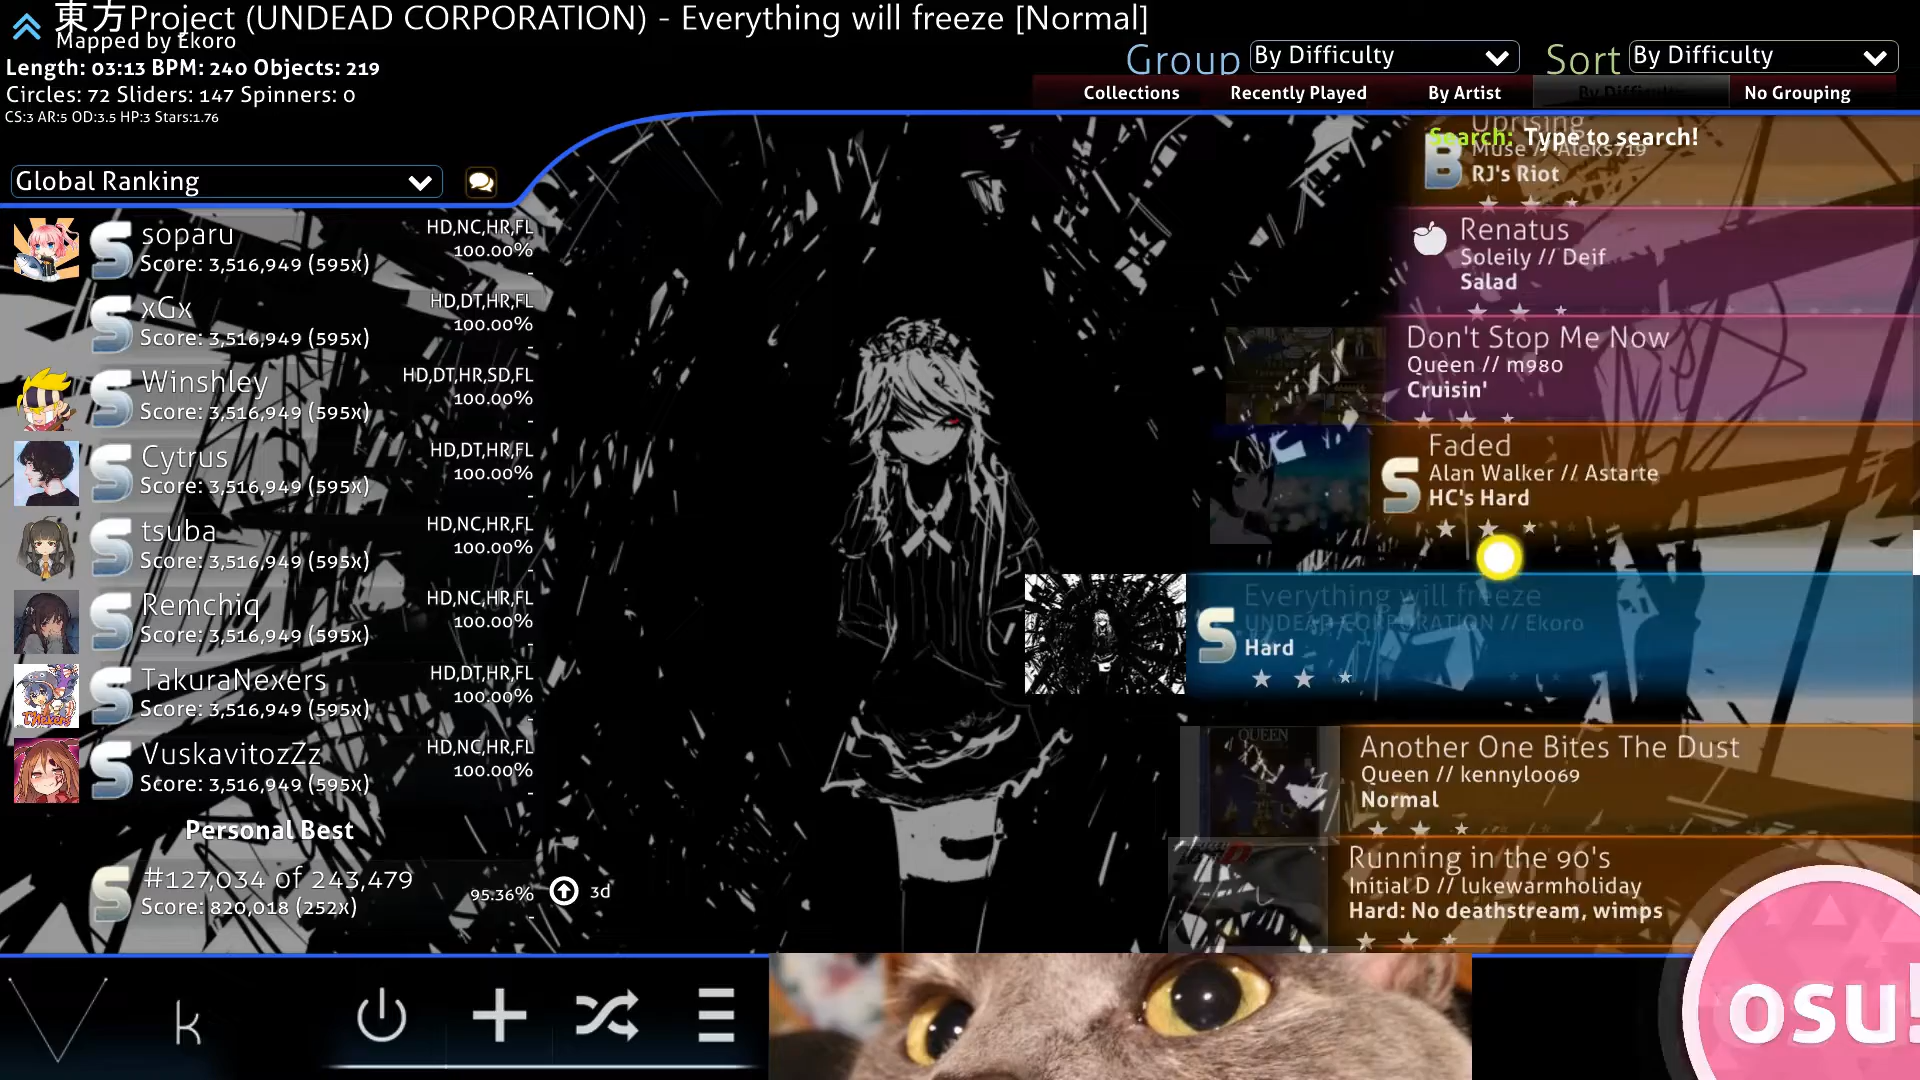 東方Project (UNDEAD CORPORATION) - Everything will freeze [Normal]
Mapped by Ekoro
Length: 03:13 BPM: 240 Objects: 219
Circles: 72 Sliders: 147 Spinners: 0
CS:3 AR:5 OD:3.5 HP:3 Stars:1.76
Group By Difficulty Sort By Difficulty
Collections Recently Played By Artist By Difficulty No Grouping
Global Ranking
soparu HD,NC,HR,FL
100.00%
Score: 3,516,949 (595x) -
xGx HD,DT,HR,FL
100.00%
Score: 3,516,949 (595x) -
Winshley HD,DT,HR,SD,FL
100.00%
Score: 3,516,949 (595x) -
Cytrus HD,DT,HR,FL
100.00%
Score: 3,516,949 (595x) -
tsuba HD,NC,HR,FL
100.00%
Score: 3,516,949 (595x) -
Remchiq HD,NC,HR,FL
100.00%
Score: 3,516,949 (595x) -
TakuraNexers HD,DT,HR,FL
100.00%
Score: 3,516,949 (595x) -
VuskavitozZz HD,NC,HR,FL
100.00%
Score: 3,516,949 (595x) -
Personal Best
#127,034 of 243,479
95.36% 3d
Score: 820,018 (252x) -
Uprising
Search: Type to search!
Muse // Aleks719
B
RJ's Riot
Renatus
Soleily // Deif
Salad
Don't Stop Me Now
Queen // m980
Cruisin'
Faded
Alan Walker // Astarte
S
HC's Hard
Everything will freeze
UNDEAD CORPORATION // Ekoro
S
Hard
QUEEN
Another One Bites The Dust
Queen // kennyloo69
Normal
Running in the 90's
Initial D // lukewarmholiday
Hard: No deathstream, wimps
k
osu!